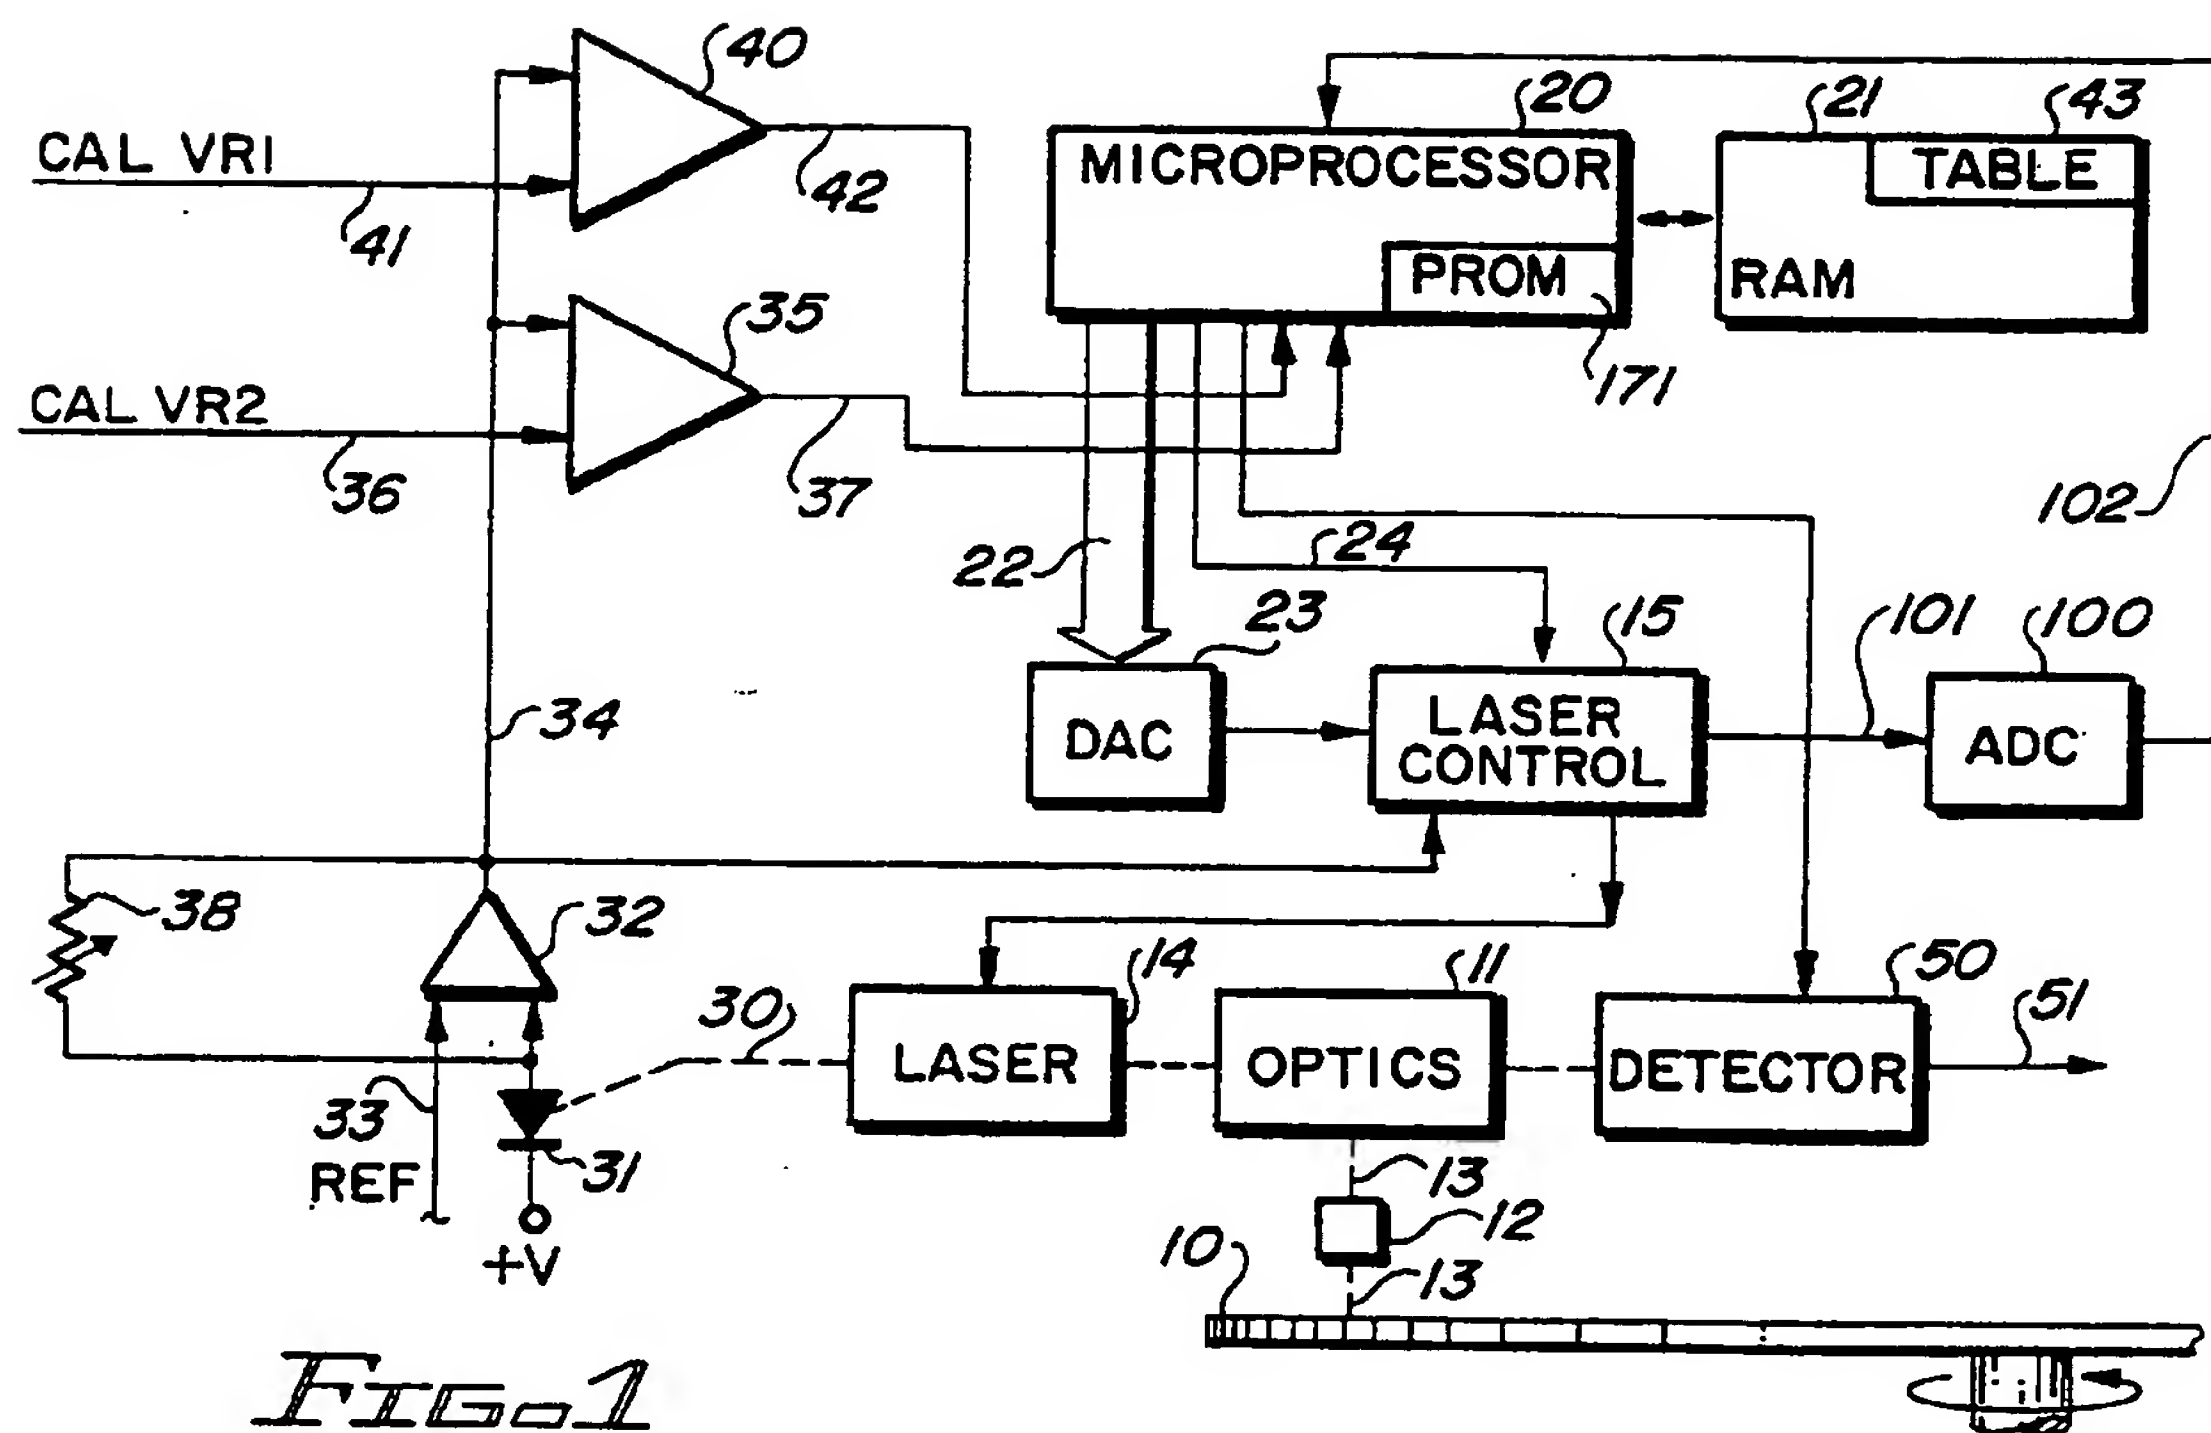 40
20
21
43
CAL VR1
MICROPROCESSOR
TABLE
42
41
PROM
RAM
35
171
CAL VR2
36
37
102
24
22
23
15
101
100
34
LASER
CONTROL
DAC
ADC
38
32
14
11
50
30
51
LASER
OPTICS
DETECTOR
33
REF
31
13
12
10
+V
13
FIG.1